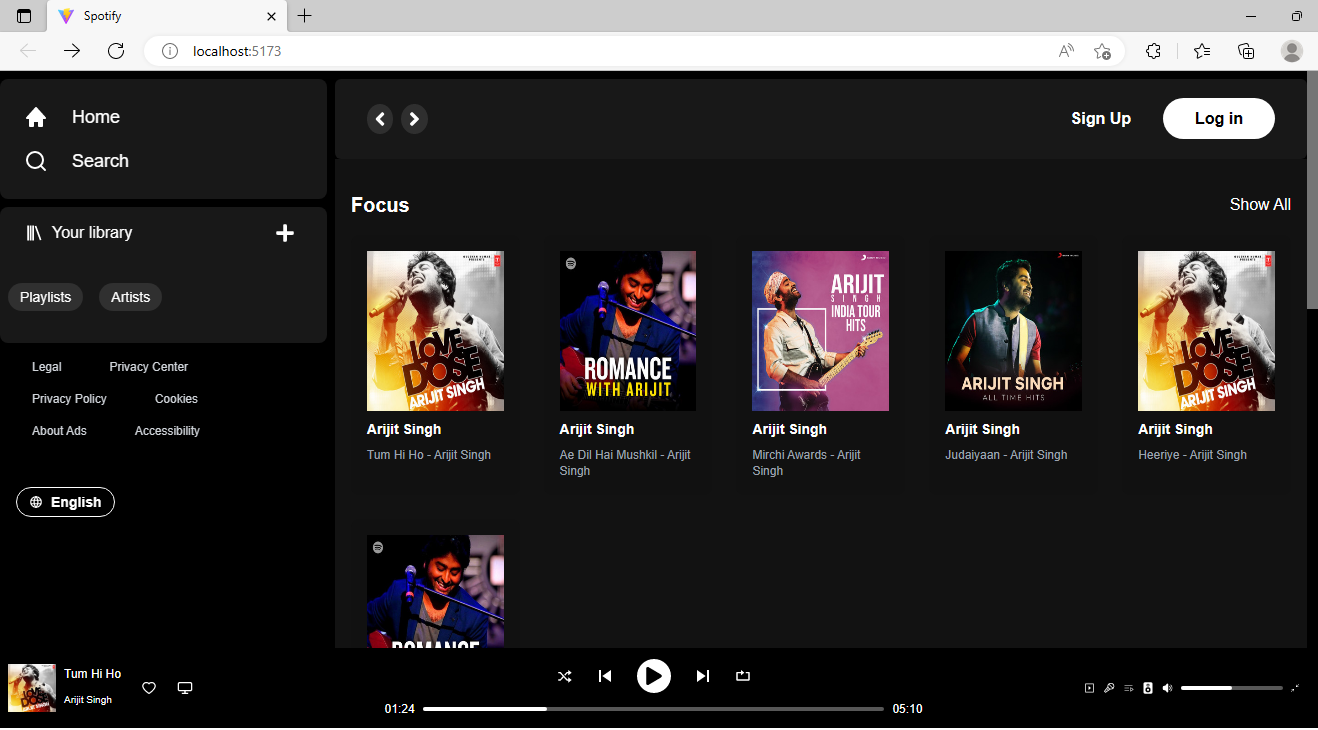 Spotify
localhost:5173
Home
Search
Your library
Playlists Artists
Legal Privacy Center
Privacy Policy Cookies
About Ads Accessibility
English
Sign Up Log in
Focus Show All
LOVE
DOSE
ARIJIT SINGH
Arijit Singh
Tum Hi Ho - Arijit Singh
ROMANCE
WITH ARIJIT
Arijit Singh
Ae Dil Hai Mushkil - Arijit
Singh
ARIJIT
SINGH
INDIA TOUR
HITS
Arijit Singh
Mirchi Awards - Arijit
Singh
ARIJIT SINGH
ALL TIME HITS
Arijit Singh
Judaiyaan - Arijit Singh
LOVE
DOSE
ARIJIT SINGH
Arijit Singh
Heeriye - Arijit Singh
ROMANCE
Tum Hi Ho
Arijit Singh
01:24 05:10